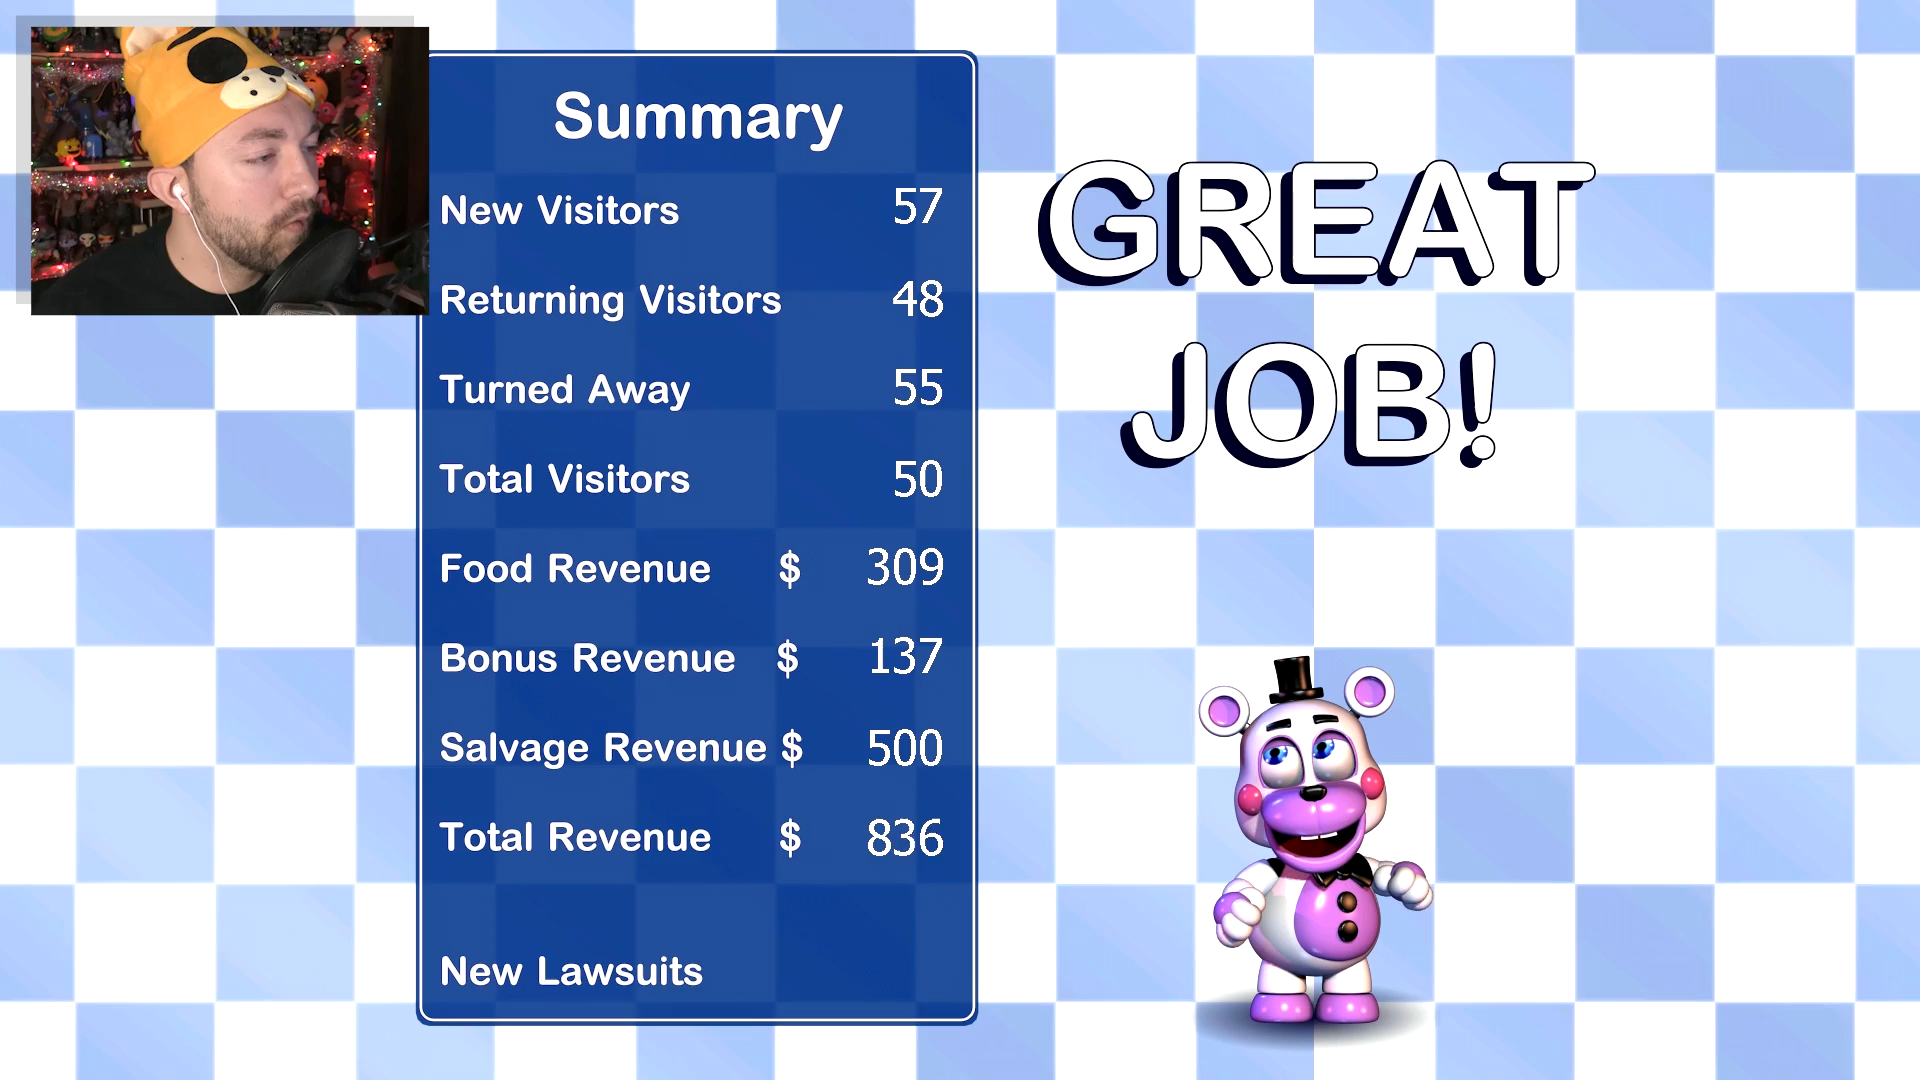 Summary
New Visitors 57
Returning Visitors 48
Turned Away 55
Total Visitors 50
Food Revenue $ 309
Bonus Revenue $ 137
Salvage Revenue $ 500
Total Revenue $ 836
New Lawsuits
GREAT
JOB!